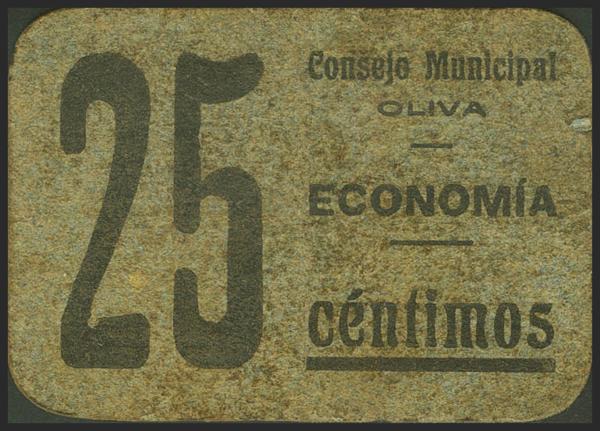 25
Consejo Municipal
OLIVA
ECONOMÍA
céntimos